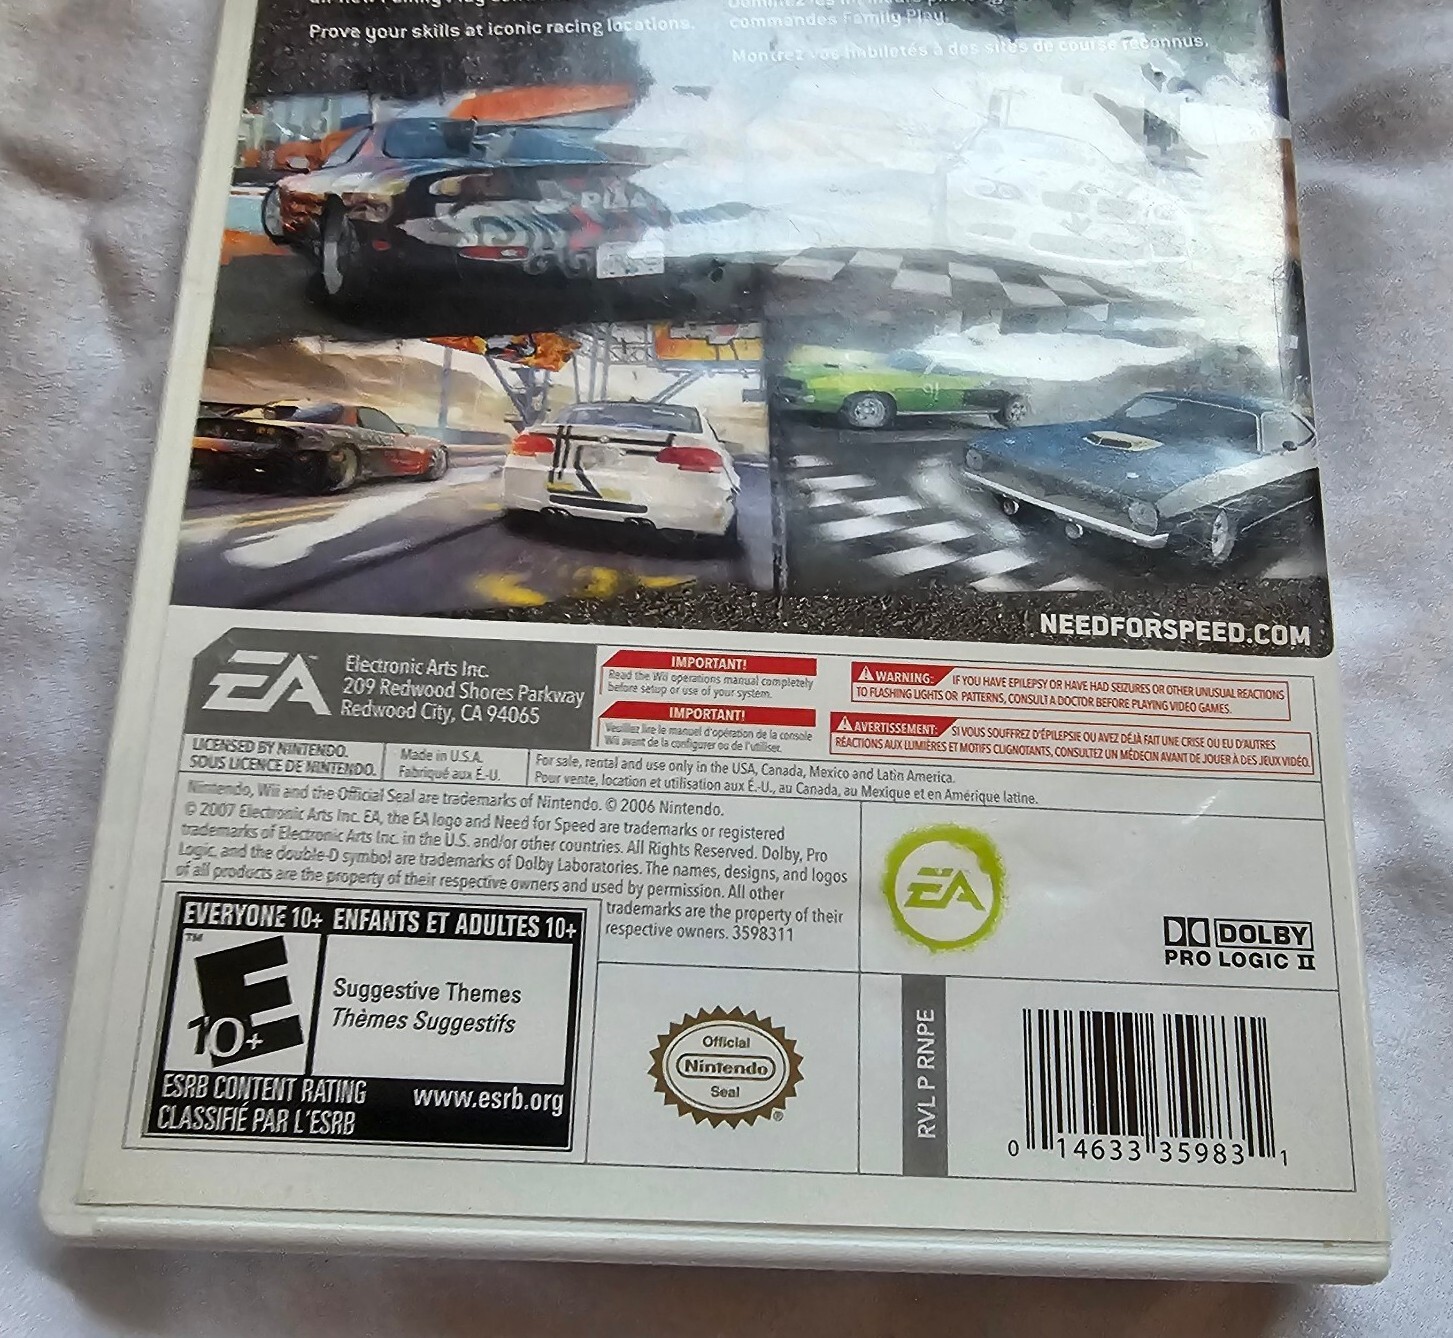 Prove your skills at iconic racing locations.
commandes Family Play.
Montrez vos habiletés à des sites de course reconnus.
NEEDFORSPEED.COM
EA
Electronic Arts Inc.
209 Redwood Shores Parkway
Redwood City, CA 94065
IMPORTANT!
Read the Wii operations manual completely
before setup or use of your system.
IMPORTANT!
Veuillez lire le manuel d'opération de la console
Wii avant de la configurer ou de l'utiliser.
WARNING: IF YOU HAVE EPILEPSY OR HAVE HAD SEIZURES OR OTHER UNUSUAL REACTIONS
TO FLASHING LIGHTS OR PATTERNS, CONSULT A DOCTOR BEFORE PLAYING VIDEO GAMES.
AVERTISSEMENT: SI VOUS SOUFFREZ D'ÉPILEPSIE OU AVEZ DÉJÀ FAIT UNE CRISE OU EU D'AUTRES
RÉACTIONS AUX LUMIÈRES ET MOTIFS CLIGNOTANTS, CONSULTEZ UN MÉDECIN AVANT DE JOUER À DES JEUX VIDÉO.
LICENSED BY NINTENDO.
SOUS LICENCE DE NINTENDO.
Made in U.S.A.
Fabriqué aux É.-U.
For sale, rental and use only in the USA, Canada, Mexico and Latin America.
Pour vente, location et utilisation aux É.-U., au Canada, au Mexique et en Amérique latine.
Nintendo, Wii and the Official Seal are trademarks of Nintendo. © 2006 Nintendo.
© 2007 Electronic Arts Inc. EA, the EA logo and Need for Speed are trademarks or registered
trademarks of Electronic Arts Inc. in the U.S. and/or other countries. All Rights Reserved. Dolby, Pro
Logic, and the double-D symbol are trademarks of Dolby Laboratories. The names, designs, and logos
of all products are the property of their respective owners and used by permission. All other
trademarks are the property of their
respective owners. 3598311
EA
DOLBY
PRO LOGIC II
EVERYONE 10+ ENFANTS ET ADULTES 10+
TM
E
10+
Suggestive Themes
Thèmes Suggestifs
ESRB CONTENT RATING www.esrb.org
CLASSIFIÉ PAR L'ESRB
Official
Nintendo
Seal
®
RVL P RNPE
0 14633 35983 1